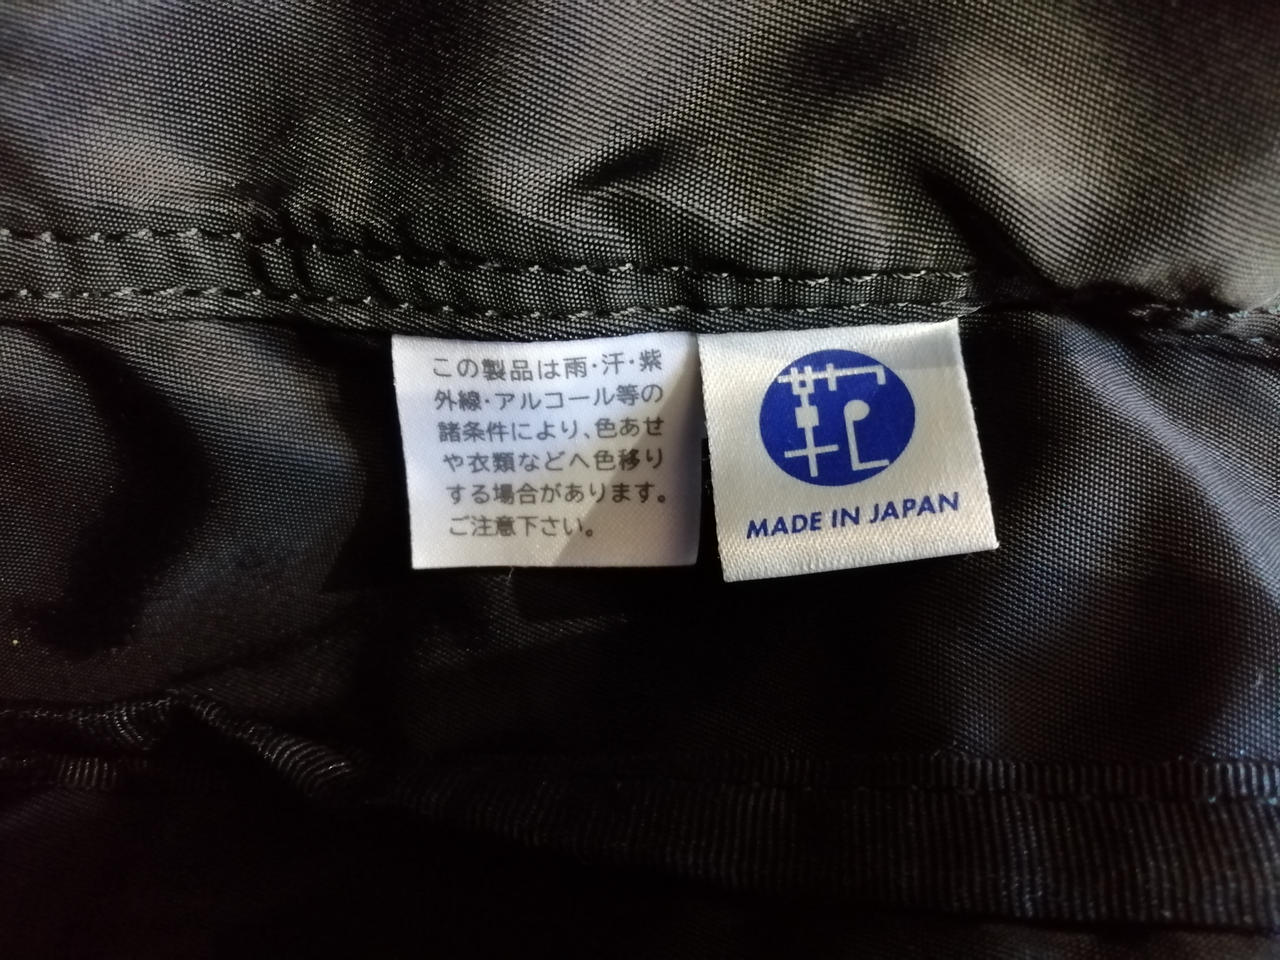 この製品は雨・汗・紫
外線・アルコール等の
諸条件により、色あせ
や衣類などへ色移り
する場合があります。
ご注意下さい。
鞄
MADE IN JAPAN